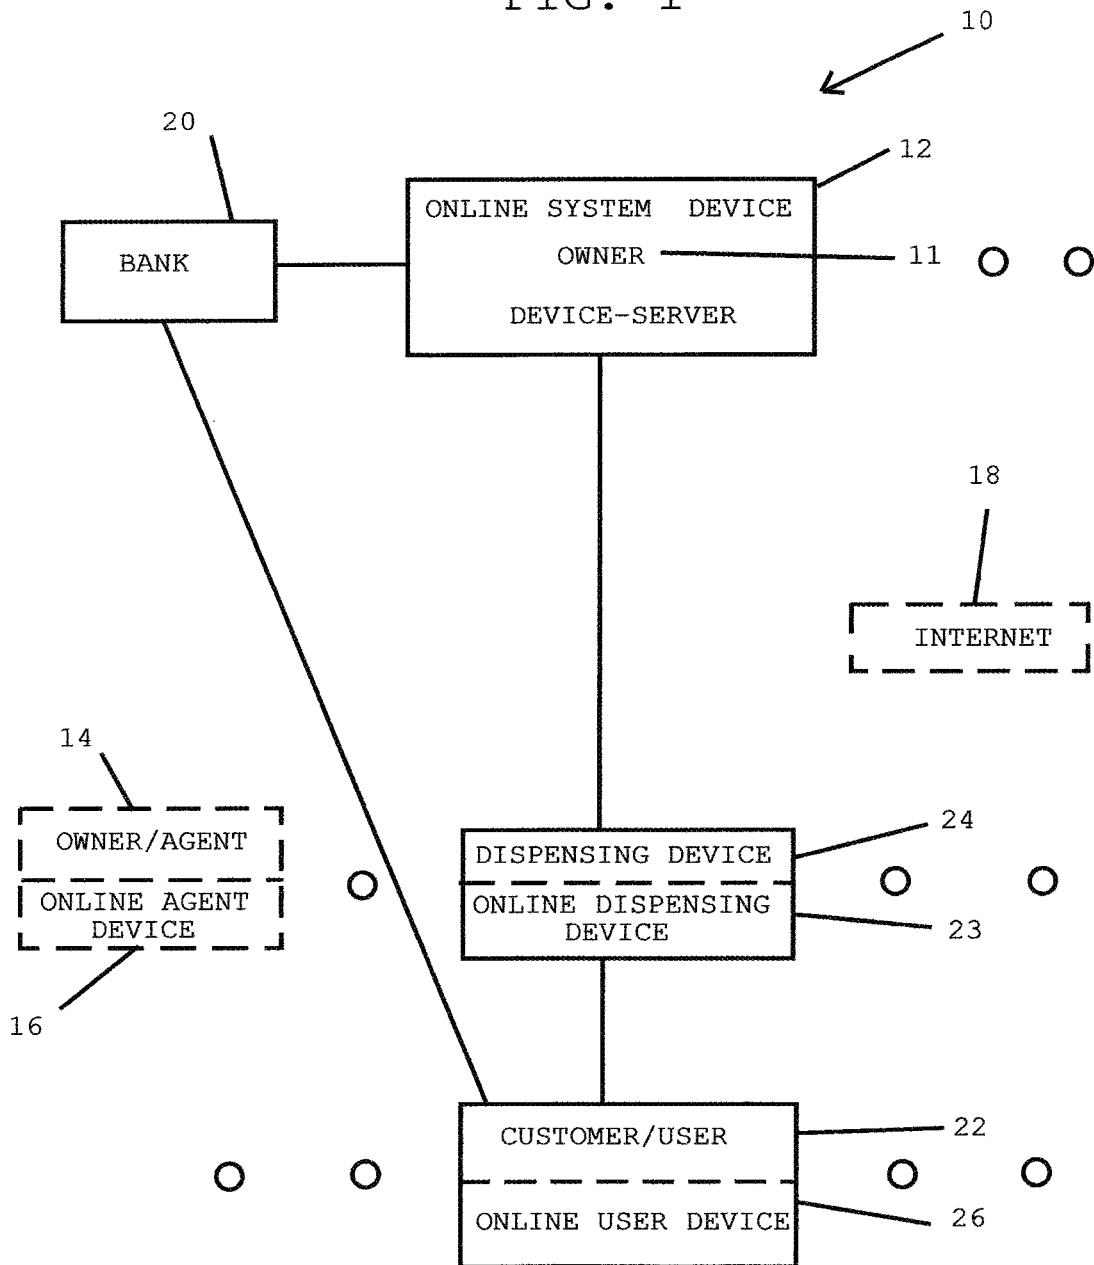 FIG. 1
10
20
12
ONLINE SYSTEM DEVICE
BANK
OWNER
11
DEVICE-SERVER
18
INTERNET
14
OWNER/AGENT
24
DISPENSING DEVICE
ONLINE AGENT
DEVICE
ONLINE DISPENSING
DEVICE
23
16
22
CUSTOMER/USER
ONLINE USER DEVICE
26